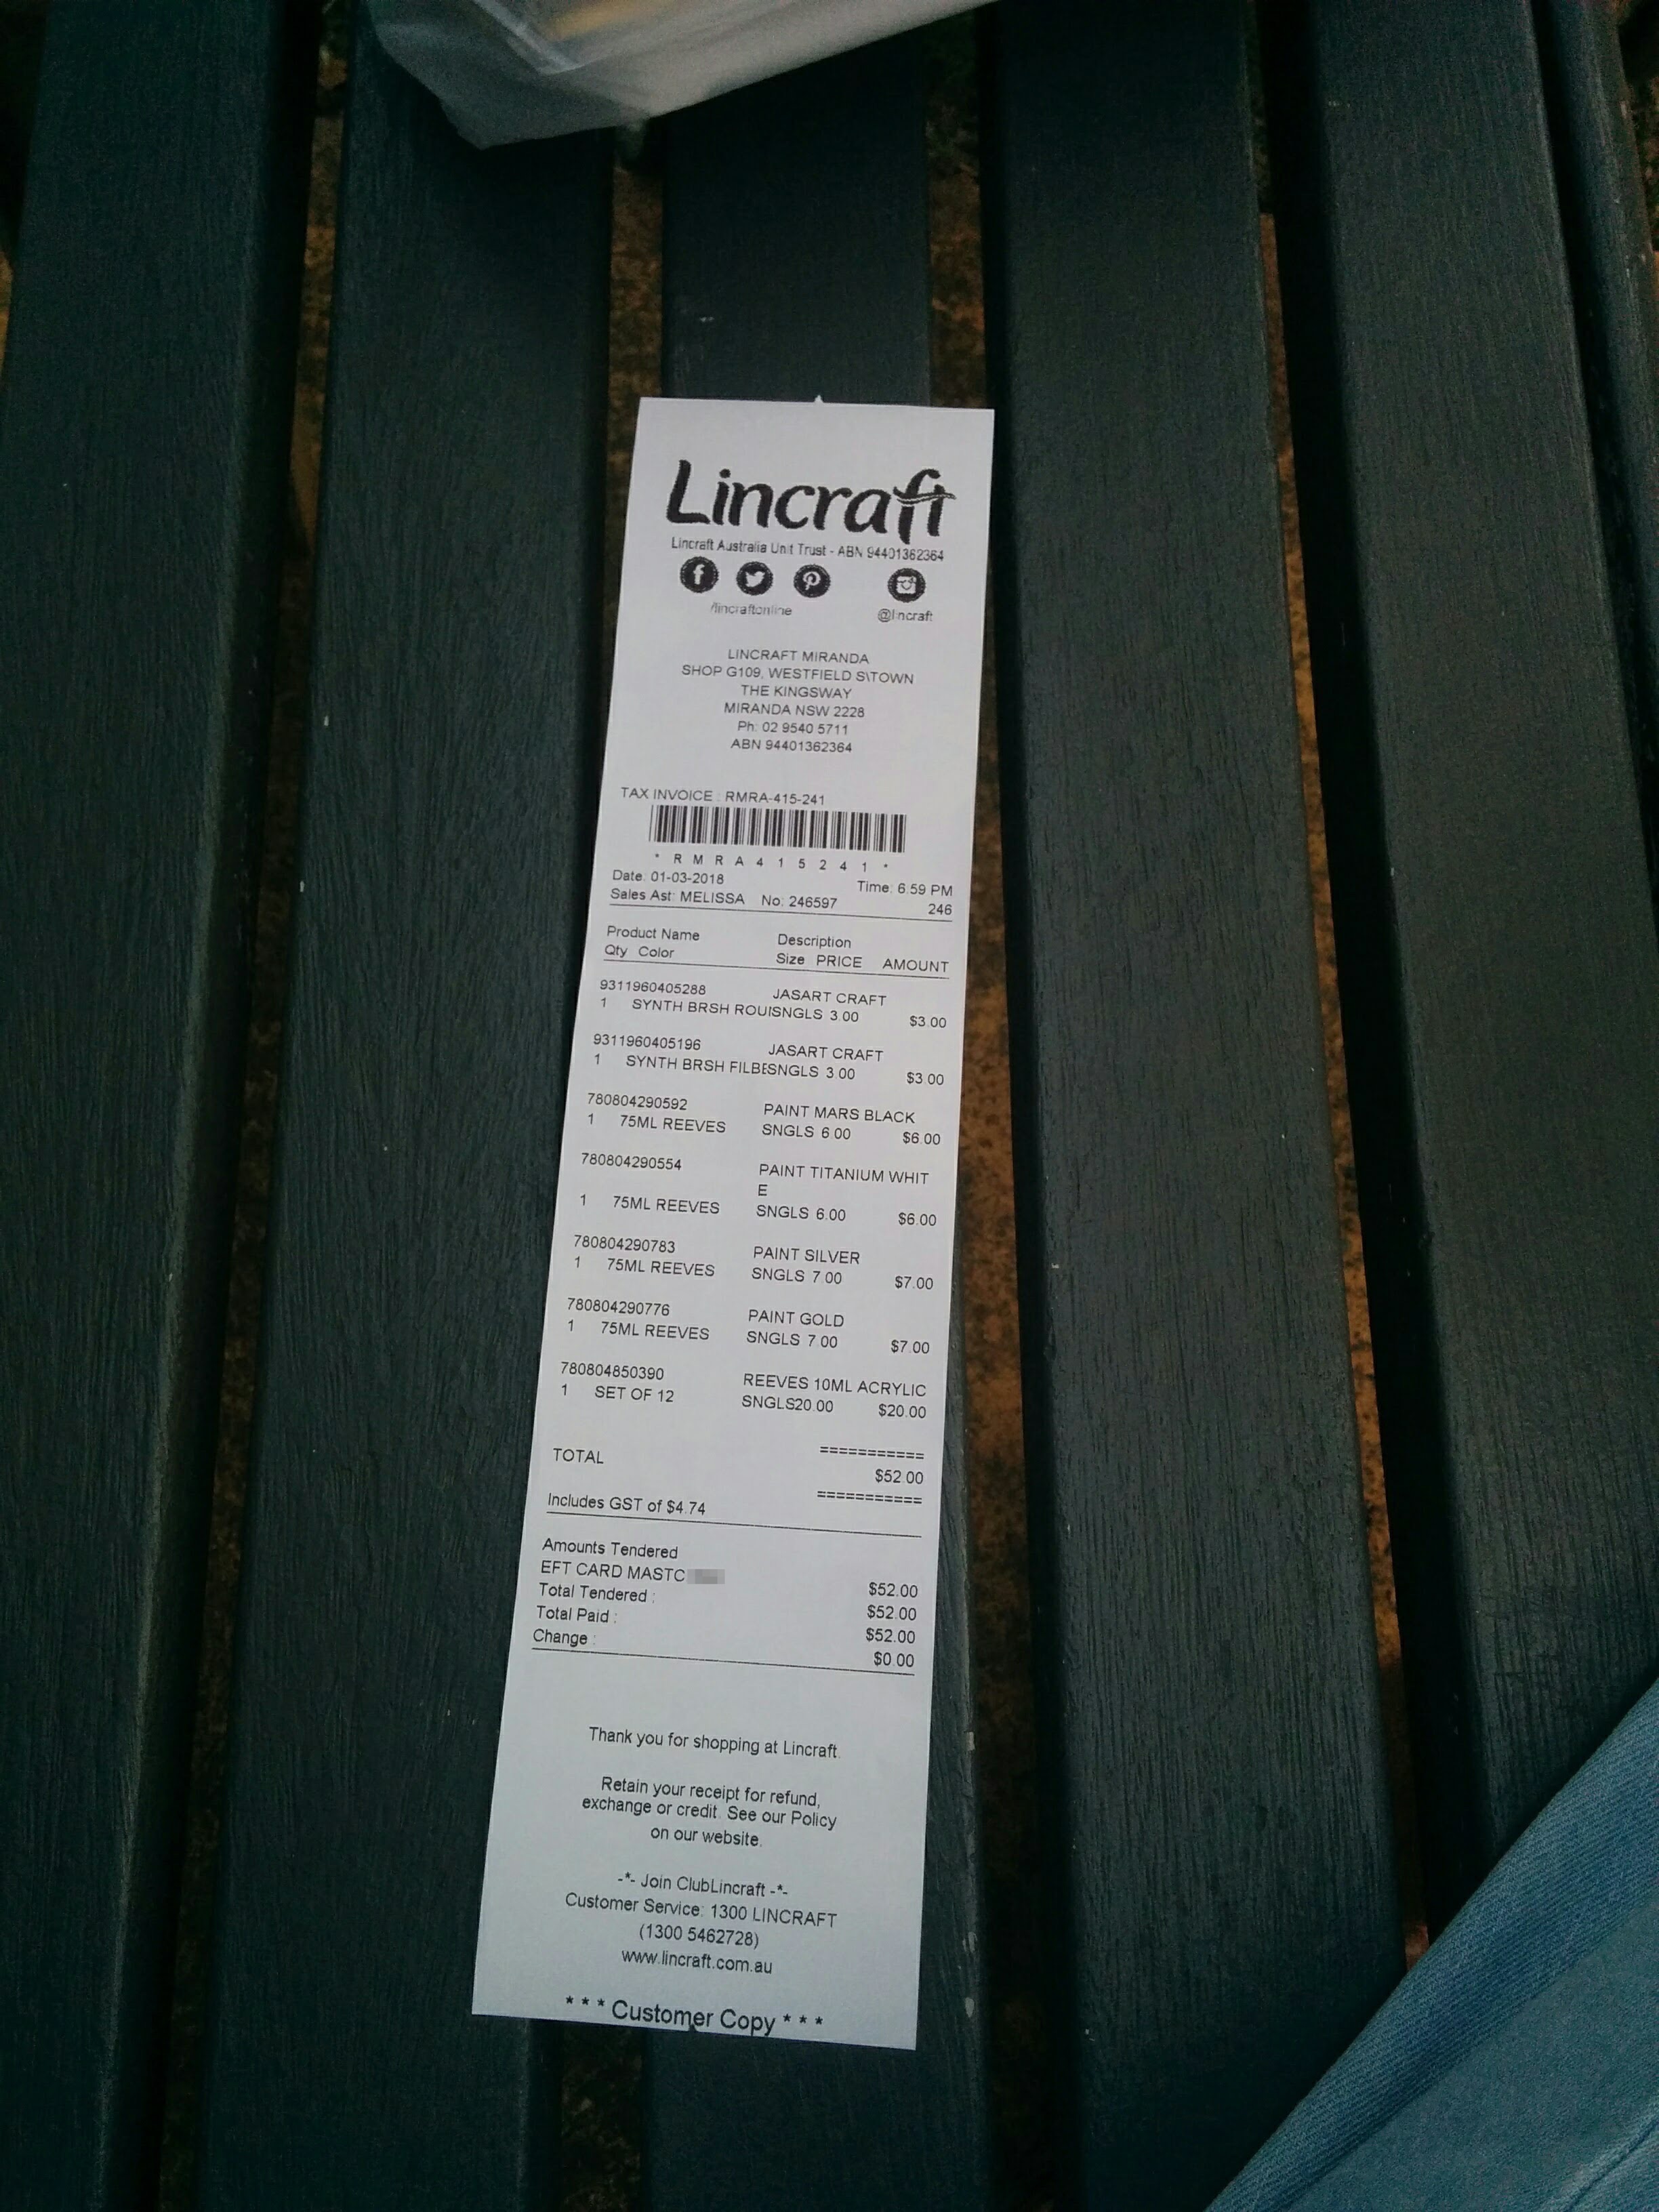 Lincraft
Lincraft Australia Unit Trust - ABN 94401362364
/lincraftonline @lincraft
LINCRAFT MIRANDA
SHOP G109, WESTFIELD S\TOWN
THE KINGSWAY
MIRANDA NSW 2228
Ph: 02 9540 5711
ABN 94401362364
TAX INVOICE : RMRA-415-241
* R M R A 4 1 5 2 4 1 *
Date: 01-03-2018 Time: 6:59 PM
Sales Ast: MELISSA No: 246597 246
Product Name Description
Qty Color Size PRICE AMOUNT
9311960405288 JASART CRAFT
1 SYNTH BRSH ROUISNGLS 3.00 $3.00
9311960405196 JASART CRAFT
1 SYNTH BRSH FILBESNGLS 3.00 $3.00
780804290592 PAINT MARS BLACK
1 75ML REEVES SNGLS 6.00 $6.00
780804290554 PAINT TITANIUM WHIT
E
1 75ML REEVES SNGLS 6.00 $6.00
780804290783 PAINT SILVER
1 75ML REEVES SNGLS 7.00 $7.00
780804290776 PAINT GOLD
1 75ML REEVES SNGLS 7.00 $7.00
780804850390 REEVES 10ML ACRYLIC
1 SET OF 12 SNGLS20.00 $20.00
===========
TOTAL $52.00
===========
Includes GST of $4.74
Amounts Tendered
EFT CARD MASTC $52.00
Total Tendered : $52.00
Total Paid : $52.00
Change : $0.00
Thank you for shopping at Lincraft.
Retain your receipt for refund,
exchange or credit. See our Policy
on our website.
-*- Join ClubLincraft -*-
Customer Service: 1300 LINCRAFT
(1300 5462728)
www.lincraft.com.au
* * * Customer Copy * * *